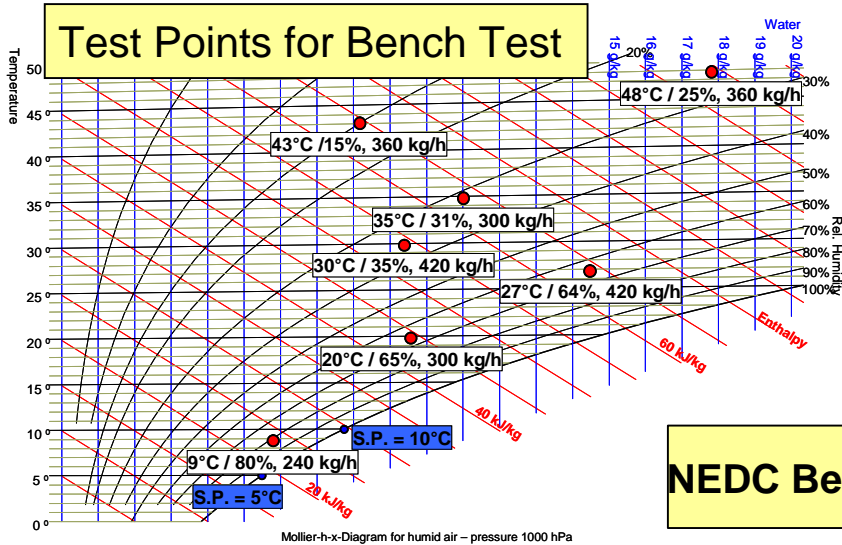 Test Points for Bench Test
Water
15 g/kg
16 g/kg
17 g/kg
18 g/kg
19 g/kg
20 g/kg
Temperature
50
45 º
40 º
35 º
30 º
25 º
20 º
15 º
10 º
5 º
0 º
20%
30%
40%
50%
60%
70%
80%
90%
100%
Rel. Humidity
48°C / 25%, 360 kg/h
43°C /15%, 360 kg/h
35°C / 31%, 300 kg/h
30°C / 35%, 420 kg/h
27°C / 64%, 420 kg/h
20°C / 65%, 300 kg/h
9°C / 80%, 240 kg/h
S.P. = 10°C
S.P. = 5°C
Enthalpy
60 kJ/kg
40 kJ/kg
20 kJ/kg
NEDC Be
Mollier-h-x-Diagram for humid air – pressure 1000 hPa